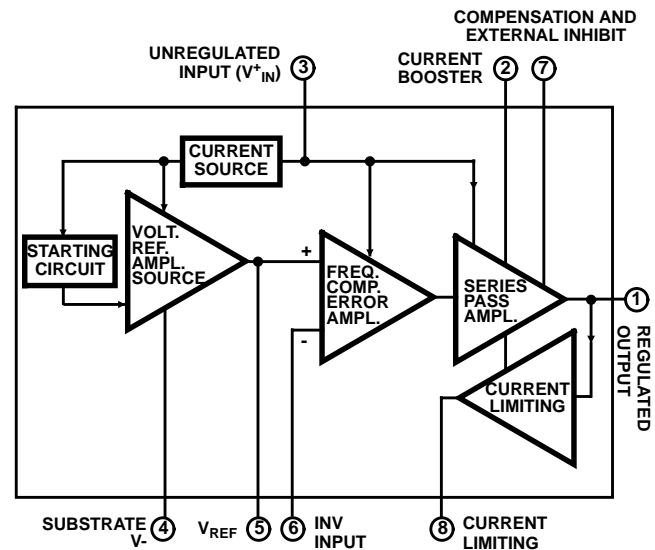 COMPENSATION AND
EXTERNAL INHIBIT
UNREGULATED
INPUT (V+IN)
3
CURRENT
BOOSTER
2
7
CURRENT
SOURCE
STARTING
CIRCUIT
VOLT.
REF.
AMPL.
SOURCE
+
-
FREQ.
COMP.
ERROR
AMPL.
SERIES
PASS
AMPL.
1
REGULATED
OUTPUT
CURRENT
LIMITING
SUBSTRATE
V-
4
VREF
5
6
INV
INPUT
8
CURRENT
LIMITING